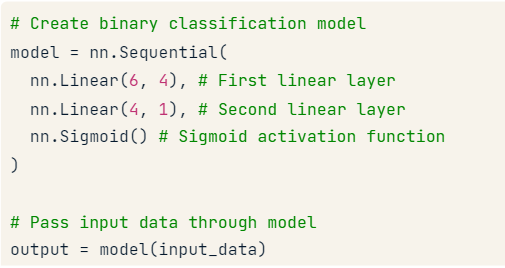 # Create binary classification model
model = nn.Sequential(
  nn.Linear(6, 4), # First linear layer
  nn.Linear(4, 1), # Second linear layer
  nn.Sigmoid() # Sigmoid activation function
)

# Pass input data through model
output = model(input_data)